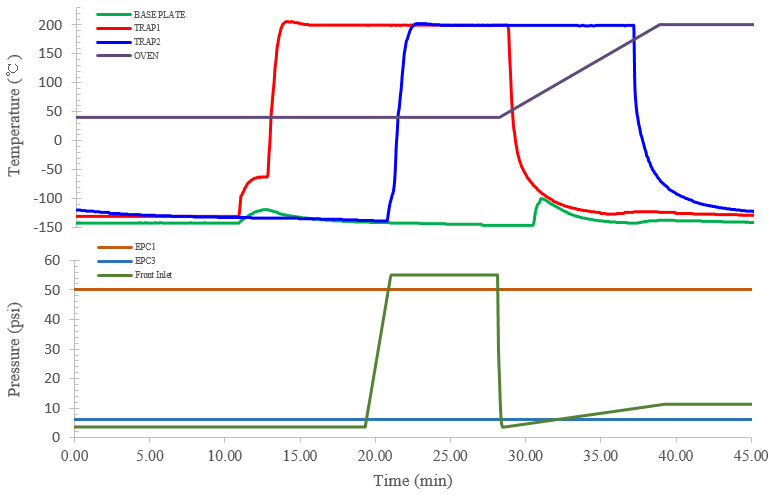 BASE PLATE
TRAP1
TRAP2
OVEN
200
150
100
50
0
-50
-100
-150
Temperature (℃)
EPC1
EPC3
Front Inlet
60
50
40
30
20
10
0
Pressure (psi)
0.00 5.00 10.00 15.00 20.00 25.00 30.00 35.00 40.00 45.00
Time (min)